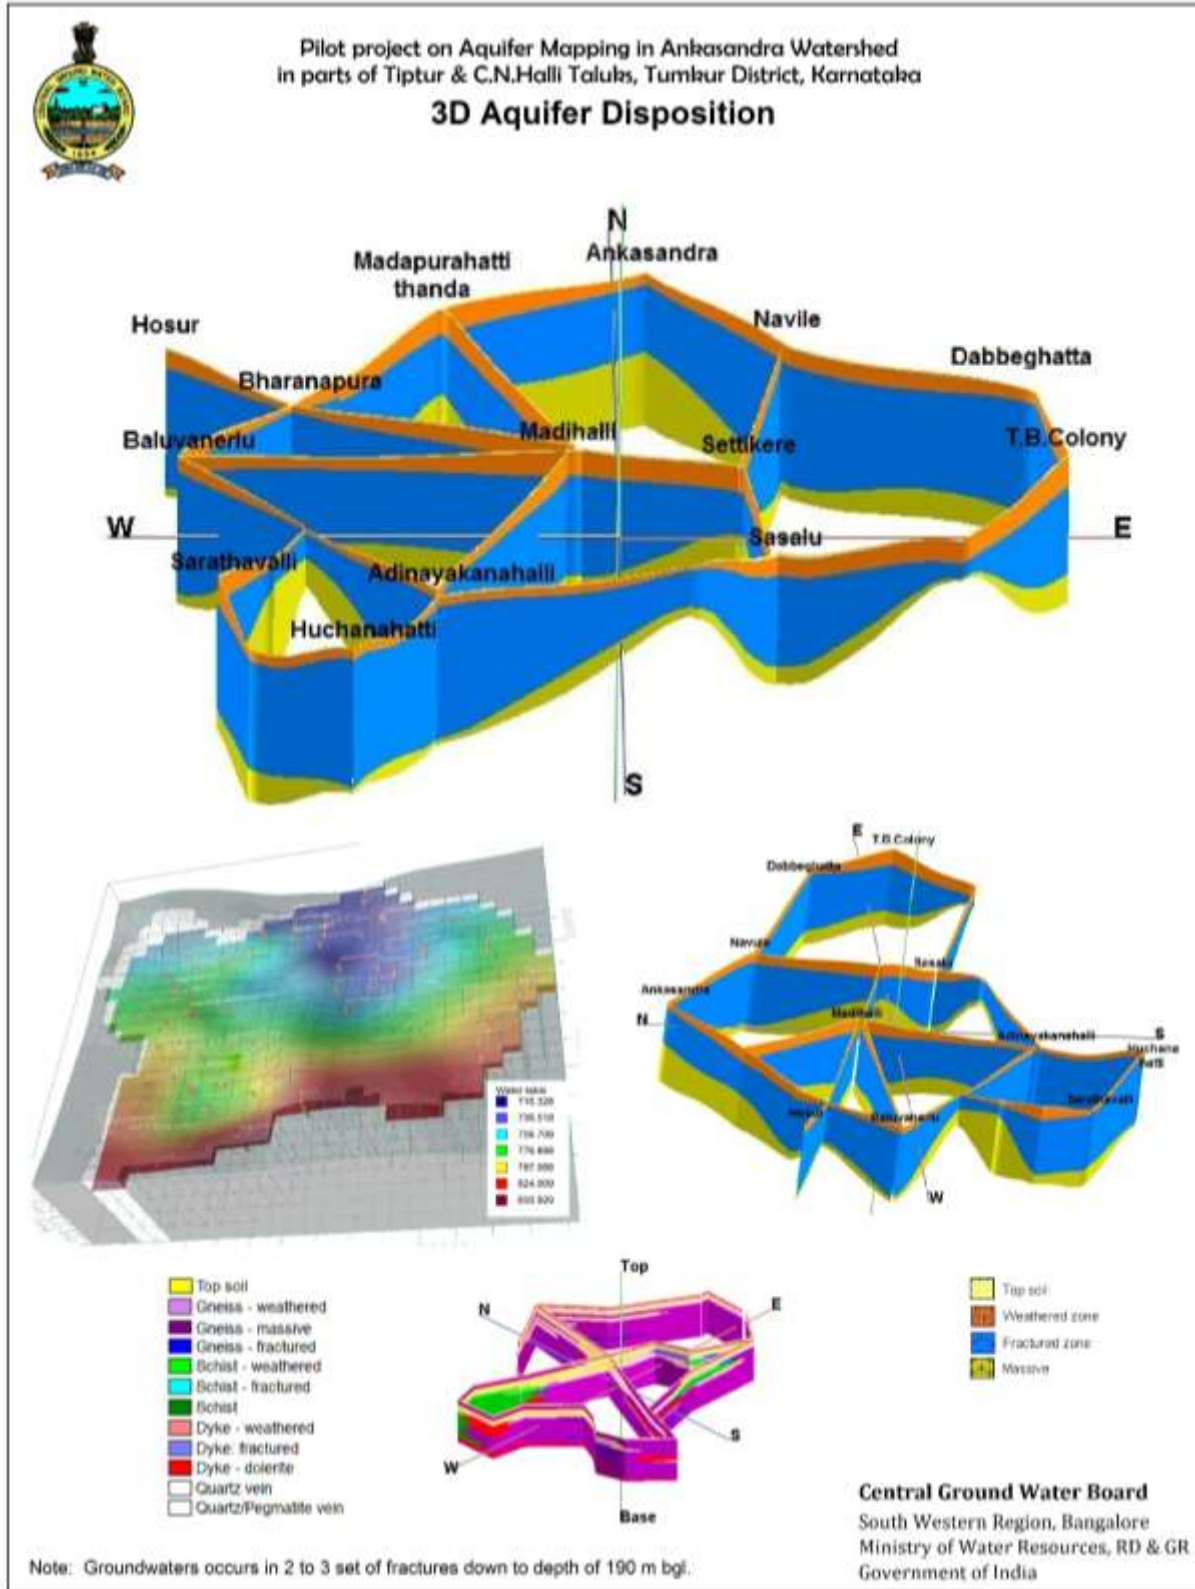 Pilot project on Aquifer Mapping in Ankasandra Watershed
in parts of Tiptur & C.N.Halli Taluks, Tumkur District, Karnataka
3D Aquifer Disposition
N
Ankasandra
Madapurahatti
thanda
Navile
Hosur
Dabbeghatta
Bharanapura
Madihalli
T.B.Colony
Baluvanerlu
Settikere
W
E
Sasalu
Sarathavalli
Adinayakanahalli
Huchanahatti
S
E
T.B.Colony
Dabbeghatta
Navile
Sasalu
Ankasandra
N
Madihalli
Adinayakanahalli
S
Huchana
hatti
Sarathavalli
W
Water table
Top
N
E
S
W
Base
Top soil
Gneiss - weathered
Gneiss - massive
Gneiss - fractured
Schist - weathered
Schist - fractured
Schist
Dyke - weathered
Dyke: fractured
Dyke - dolerite
Quartz vein
Quartz/Pegmatite vein
Top soil
Weathered zone
Fractured zone
Massive
Central Ground Water Board
South Western Region, Bangalore
Ministry of Water Resources, RD & GR
Government of India
Note: Groundwaters occurs in 2 to 3 set of fractures down to depth of 190 m bgl.